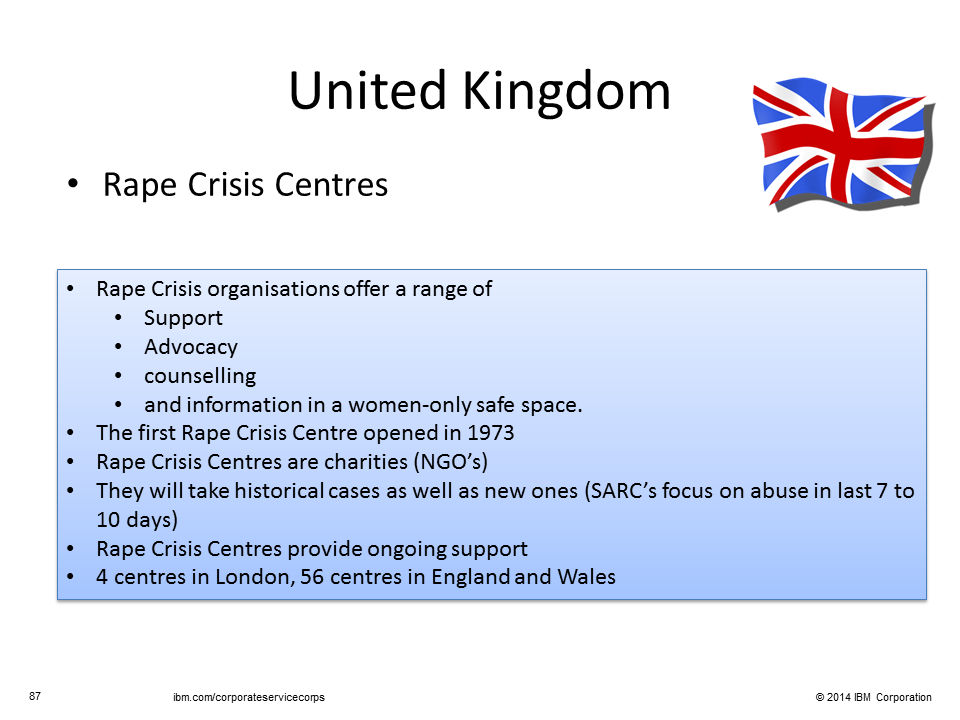 United Kingdom
• Rape Crisis Centres
• Rape Crisis organisations offer a range of
• Support
• Advocacy
• counselling
• and information in a women-only safe space.
• The first Rape Crisis Centre opened in 1973
• Rape Crisis Centres are charities (NGO’s)
• They will take historical cases as well as new ones (SARC’s focus on abuse in last 7 to
10 days)
• Rape Crisis Centres provide ongoing support
• 4 centres in London, 56 centres in England and Wales
87
ibm.com/corporateservicecorps
© 2014 IBM Corporation